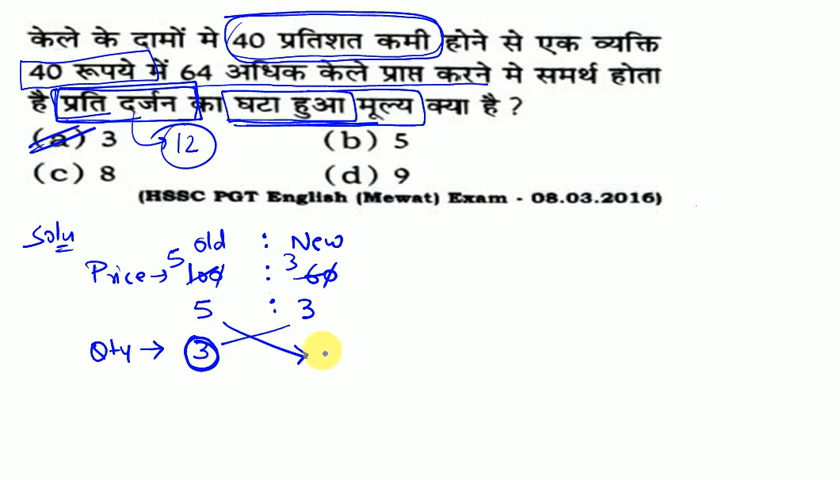 केले के दामों मे 40 प्रतिशत कमी होने से एक व्यक्ति
40 रूपये में 64 अधिक केले प्राप्त करने मे समर्थ होता
है प्रति दर्जन का घटा हुआ मूल्य क्या है ?
(a) 3 12 (b) 5
(c) 8 (d) 9
(HSSC PGT English (Mewat) Exam - 08.03.2016)
Solu old : New
Price → 5 100 : 3 60
5 : 3
Qty → 3